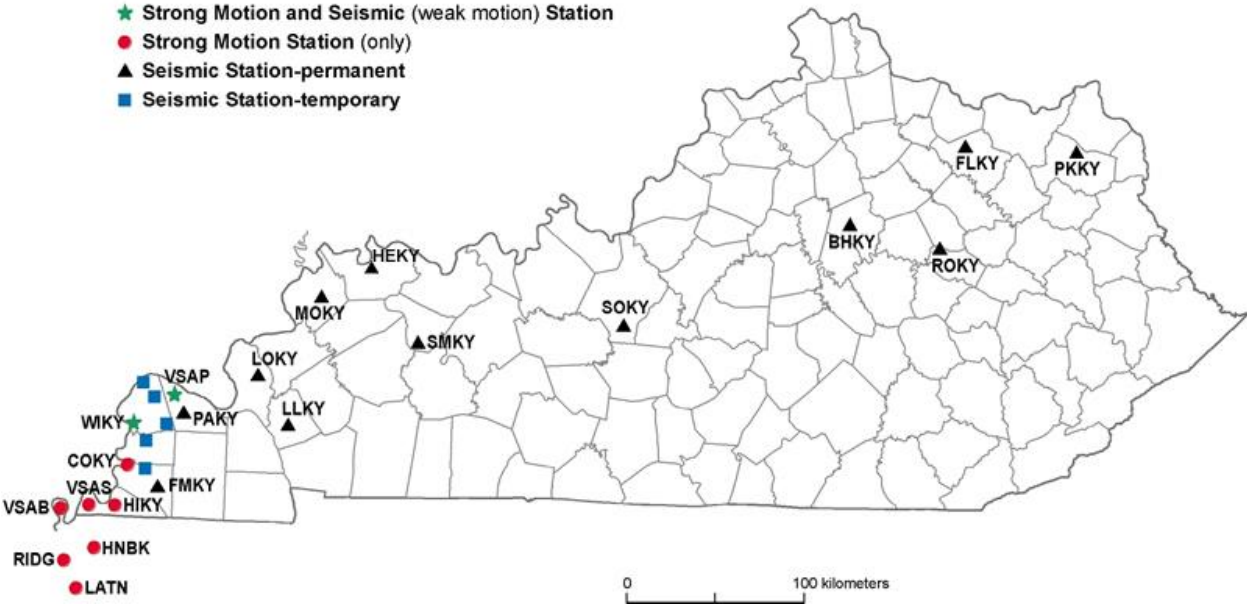 Strong Motion and Seismic (weak motion) Station
Strong Motion Station (only)
Seismic Station-permanent
Seismic Station-temporary
FLKY
PKKY
BHKY
ROKY
HEKY
MOKY
SOKY
SMKY
LOKY
VSAP
LLKY
PAKY
WIKY
COKY
FMKY
VSAS
VSAB
HIKY
HNBK
RIDG
LATN
0 100 kilometers